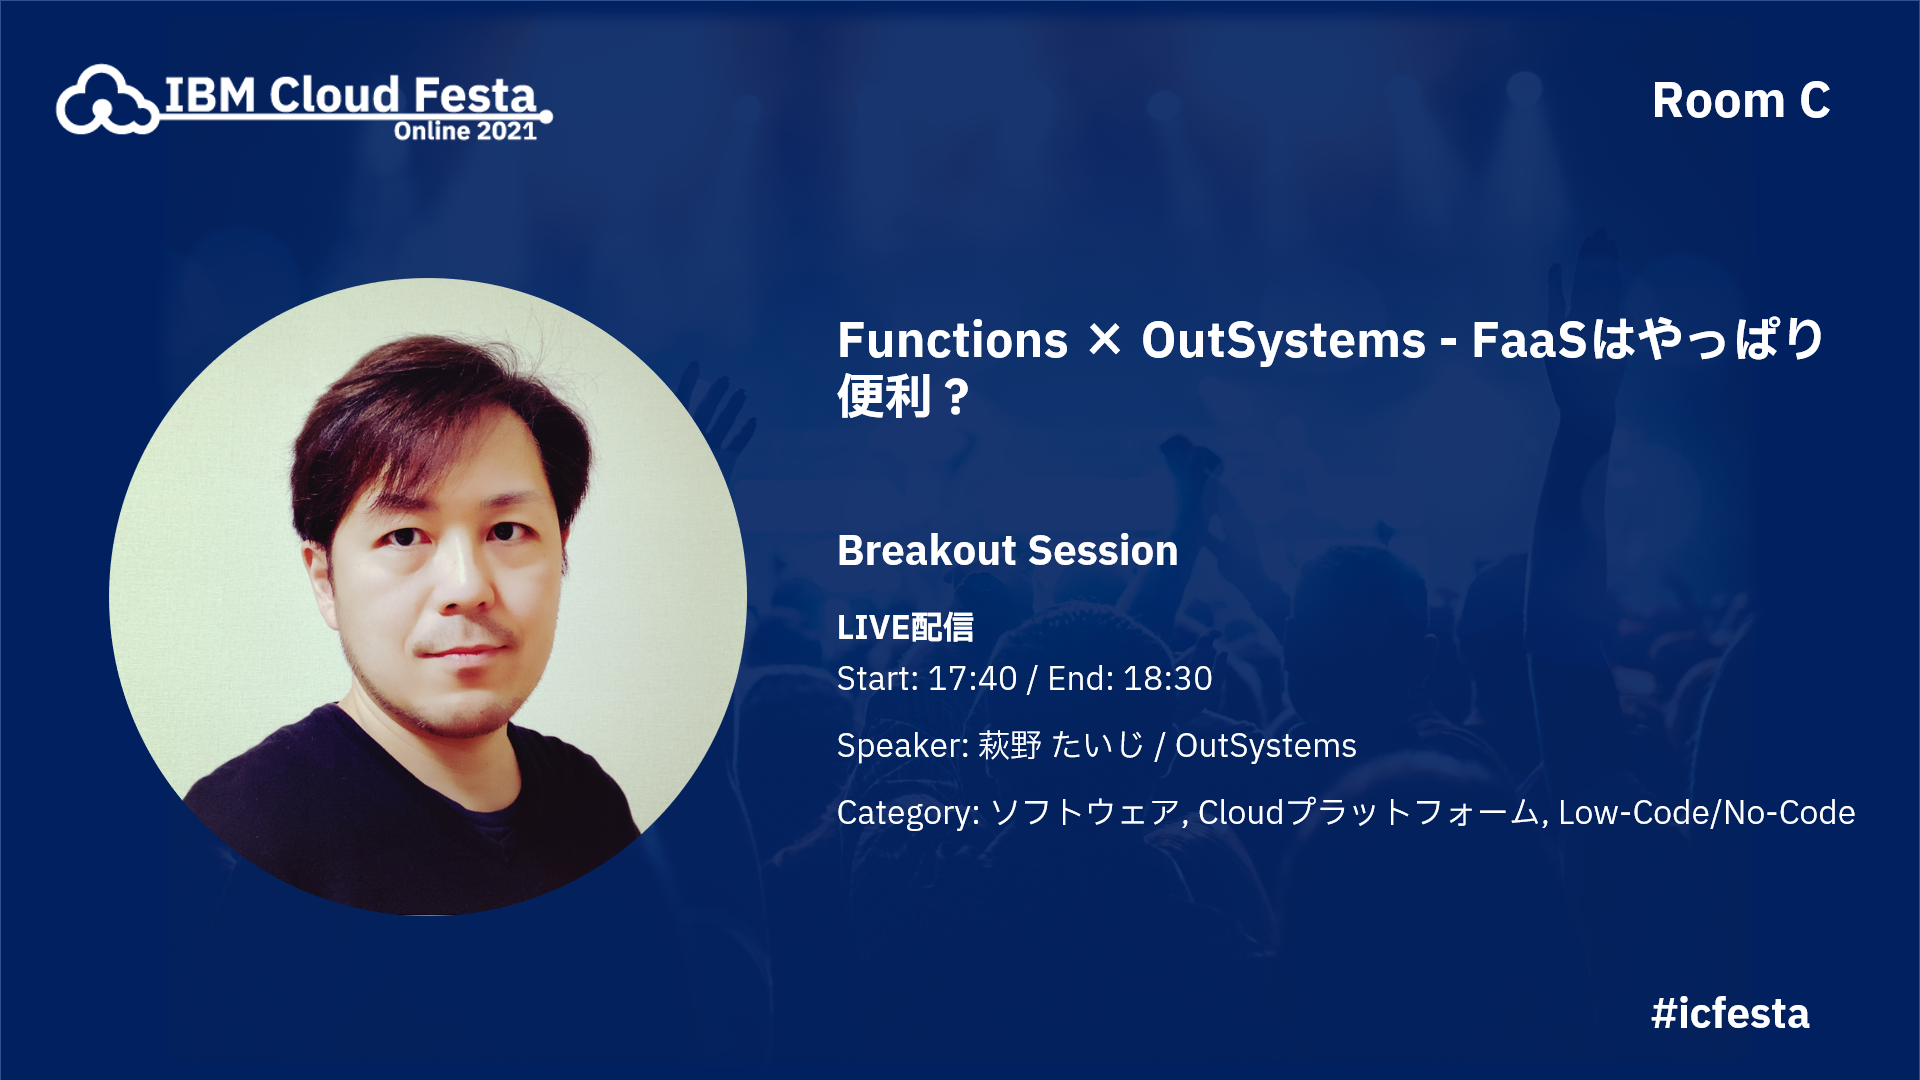 IBM Cloud Festa
Online 2021
Room C
Functions × OutSystems - FaaSはやっぱり
便利？
Breakout Session
LIVE配信
Start: 17:40 / End: 18:30
Speaker: 萩野 たいじ / OutSystems
Category: ソフトウェア, Cloudプラットフォーム, Low-Code/No-Code
#icfesta